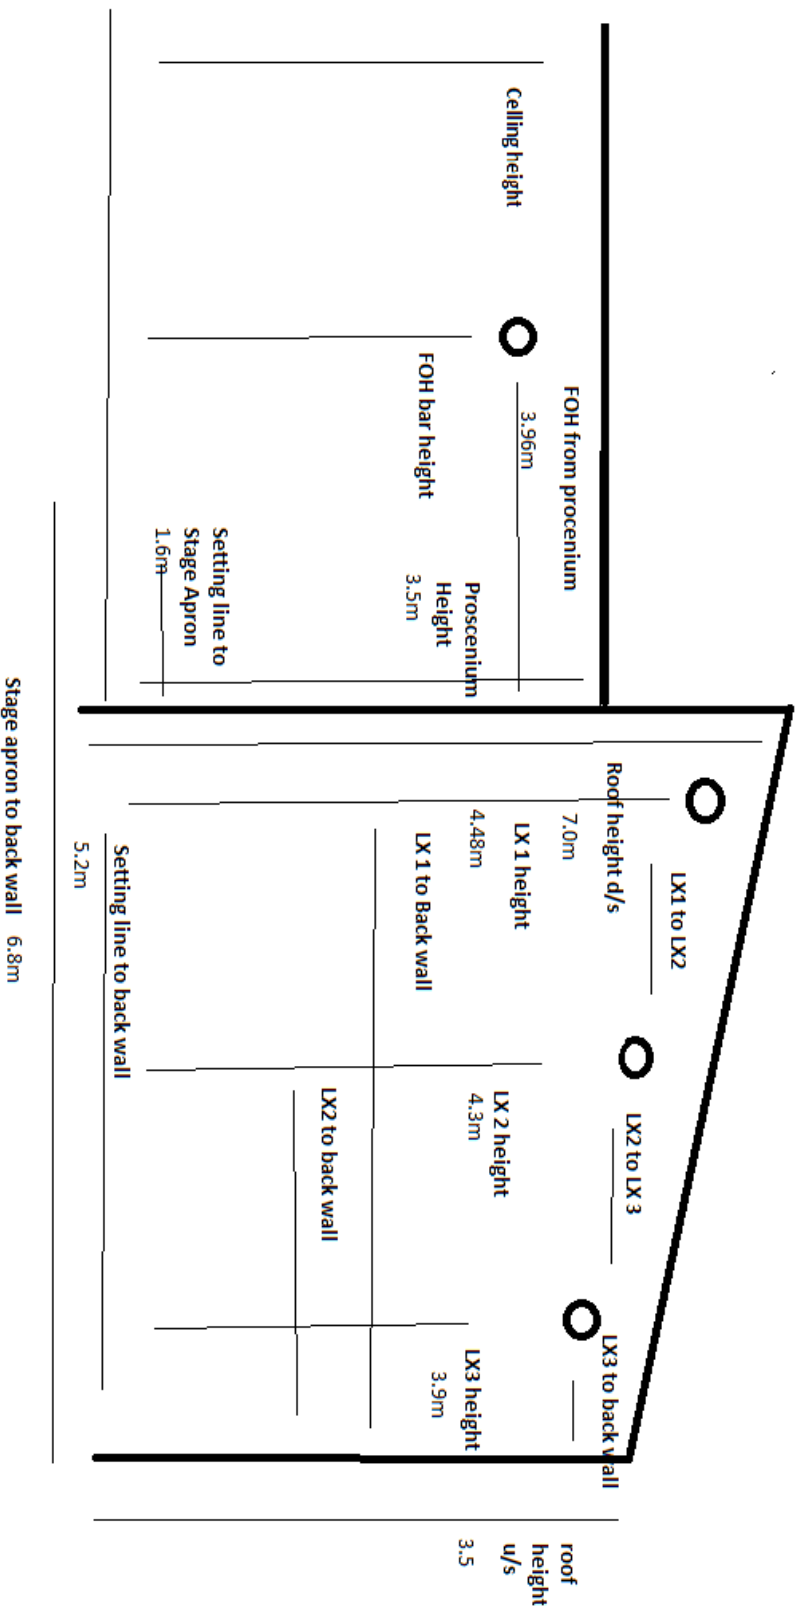 Celling height
FOH from procenium
3.96m
FOH bar height
Proscenium
Height
3.5m
Setting line to
Stage Apron
1.6m
Roof height d/s
7.0m
LX 1 height
4.48m
LX1 to LX2
LX 1 to Back wall
LX2 to LX 3
LX 2 height
4.3m
LX2 to back wall
LX3 to back wall
LX3 height
3.9m
Setting line to back wall
5.2m
Stage apron to back wall 6.8m
roof
height
u/s
3.5